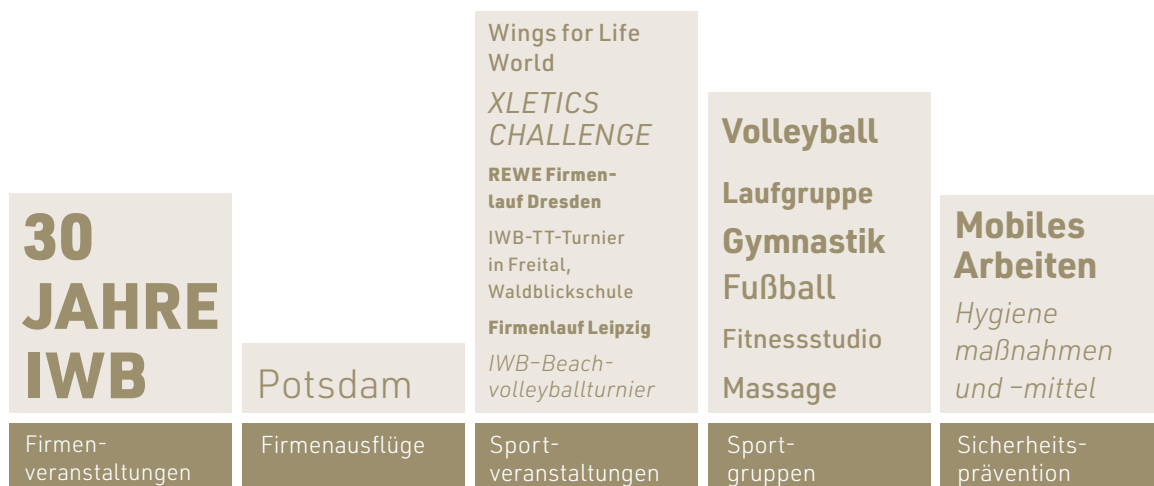 30
JAHRE
IWB
Firmen-
veranstaltungen
Potsdam
Firmenausflüge
Wings for Life
World
XLETICS
CHALLENGE
REWE Firmen-
lauf Dresden
IWB-TT-Turnier
in Freital,
Waldblickschule
Firmenlauf Leipzig
IWB–Beach-
volleyballturnier
Sport-
veranstaltungen
Volleyball
Laufgruppe
Gymnastik
Fußball
Fitnessstudio
Massage
Sport-
gruppen
Mobiles
Arbeiten
Hygiene
maßnahmen
und –mittel
Sicherheits-
prävention